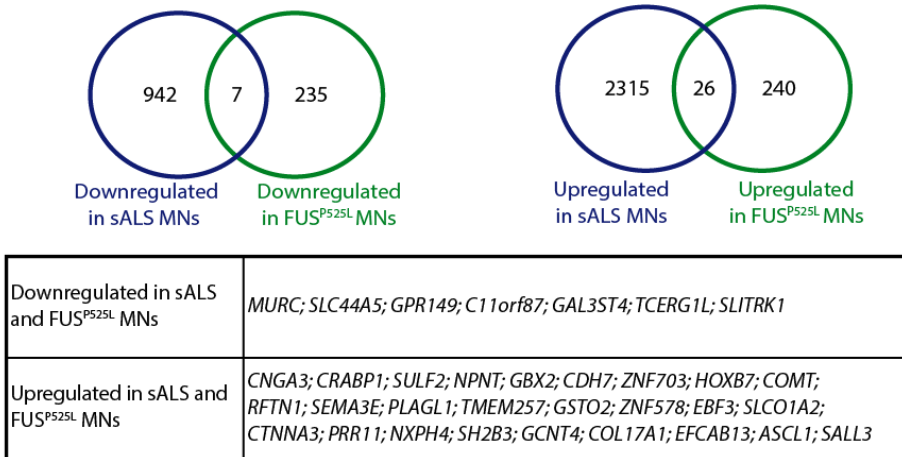 942 7 235
2315 26 240
Downregulated
in sALS MNs
Downregulated
in FUSP525L MNs
Upregulated
in sALS MNs
Upregulated
in FUSP525L MNs
Downregulated in sALS
and FUSP525L MNs
MURC; SLC44A5; GPR149; C11orf87; GAL3ST4; TCERG1L; SLITRK1
Upregulated in sALS and
FUSP525L MNs
CNGA3; CRABP1; SULF2; NPNT; GBX2; CDH7; ZNF703; HOXB7; COMT;
RFTN1; SEMA3E; PLAGL1; TMEM257; GSTO2; ZNF578; EBF3; SLCO1A2;
CTNNA3; PRR11; NXPH4; SH2B3; GCNT4; COL17A1; EFCAB13; ASCL1; SALL3